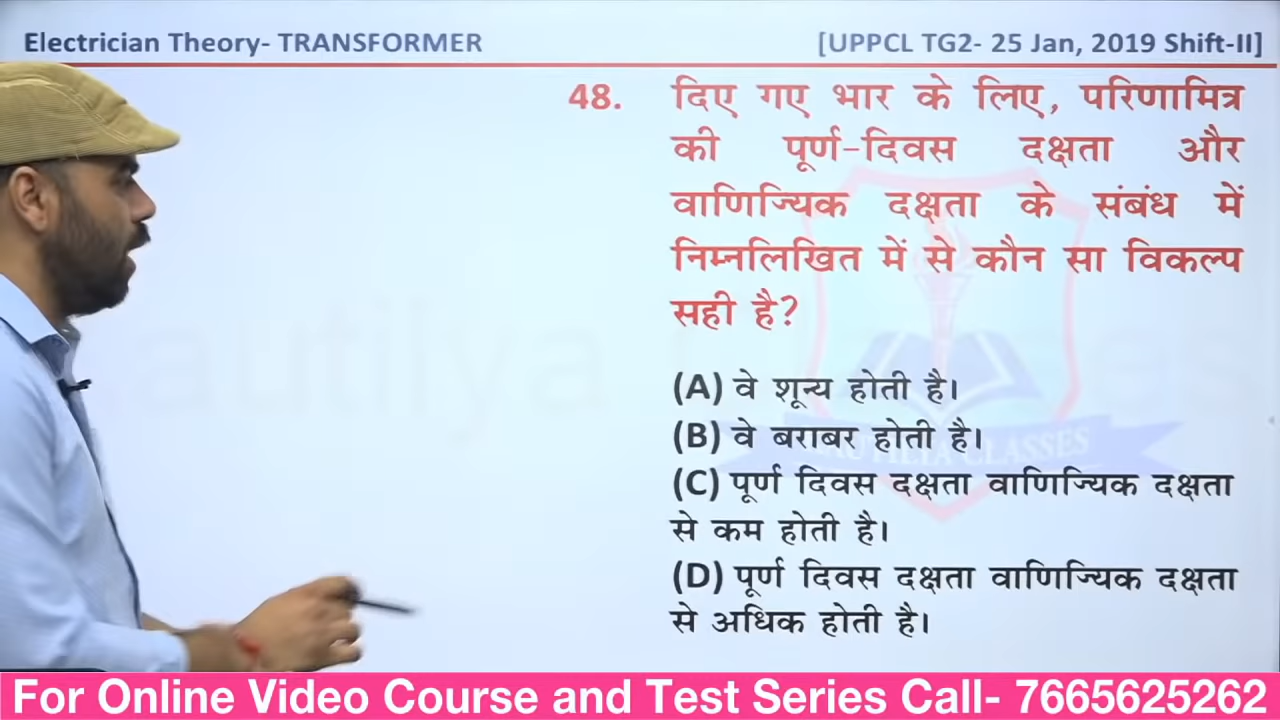 Electrician Theory- TRANSFORMER
[UPPCL TG2- 25 Jan, 2019 Shift-II]
48. दिए गए भार के लिए, परिणामित्र
की पूर्ण-दिवस दक्षता और
वाणिज्यिक दक्षता के संबंध में
निम्नलिखित में से कौन सा विकल्प
सही है?
(A) वे शून्य होती है।
(B) वे बराबर होती है।
(C) पूर्ण दिवस दक्षता वाणिज्यिक दक्षता
से कम होती है।
(D) पूर्ण दिवस दक्षता वाणिज्यिक दक्षता
से अधिक होती है।
For Online Video Course and Test Series Call- 7665625262